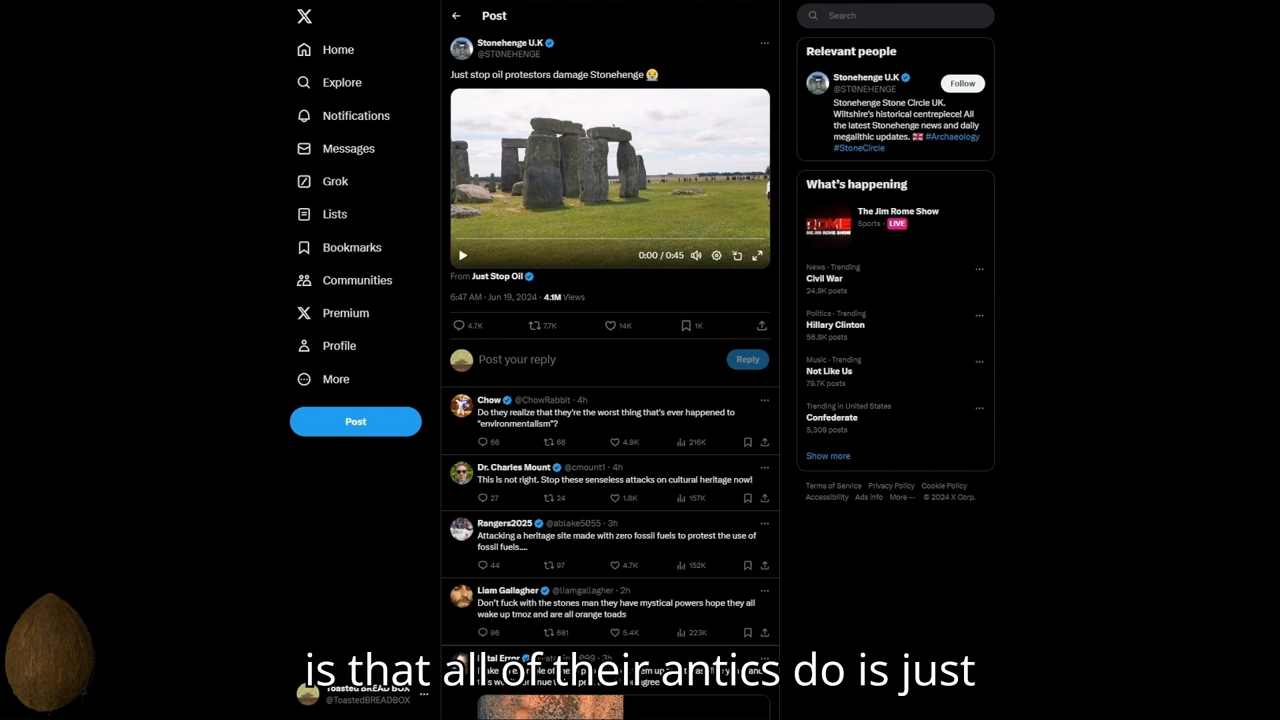 Home
Explore
Notifications
Messages
Grok
Lists
Bookmarks
Communities
Premium
Profile
More
Post
@ToastedBREADBOX
Post
Stonehenge U.K
@ST0NEHENGE
Just stop oil protestors damage Stonehenge 😭
0:00 / 0:45
From Just Stop Oil
6:47 AM · Jun 19, 2024 · 4.1M Views
4.7K 7.7K 14K 1K
Post your reply
Reply
Chow @ChowRabbit · 4h
Do they realize that they're the worst thing that's ever happened to
"environmentalism"?
66 66 4.9K 216K
Dr. Charles Mount @cmount1 · 4h
This is not right. Stop these senseless attacks on cultural heritage now!
27 24 1.8K 157K
Rangers2025 @ablake5055 · 3h
Attacking a heritage site made with zero fossil fuels to protest the use of
fossil fuels....
44 97 4.7K 152K
Liam Gallagher @liamgallagher · 2h
Don't fuck with the stones man they have mystical powers hope they all
wake up tmoz and are all orange toads
96 681 5.4K 223K
is that all of their antics do is just
Search
Relevant people
Stonehenge U.K
@ST0NEHENGE
Follow
Stonehenge Stone Circle UK.
Wiltshire's historical centrepiece! All
the latest Stonehenge news and daily
megalithic updates. 🇬🇧 #Archaeology
#StoneCircle
What's happening
ROME
The Jim Rome Show
Sports · LIVE
News · Trending
Civil War
24.9K posts
Politics · Trending
Hillary Clinton
55.8K posts
Music · Trending
Not Like Us
79.7K posts
Trending in United States
Confederate
5,308 posts
Show more
Terms of Service Privacy Policy Cookie Policy
Accessibility Ads info More ··· © 2024 X Corp.